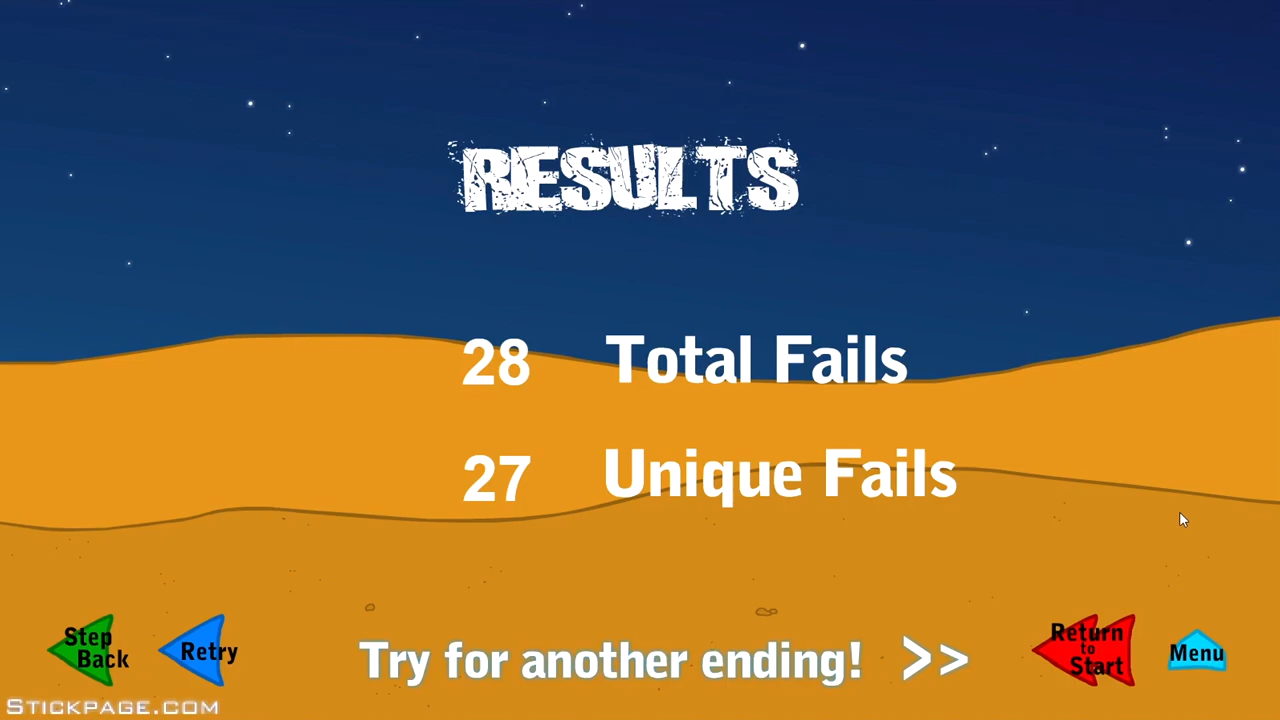 RESULTS
28 Total Fails
27 Unique Fails
Step Back
Retry
Try for another ending! >>
Return to Start
Menu
STICKPAGE.COM